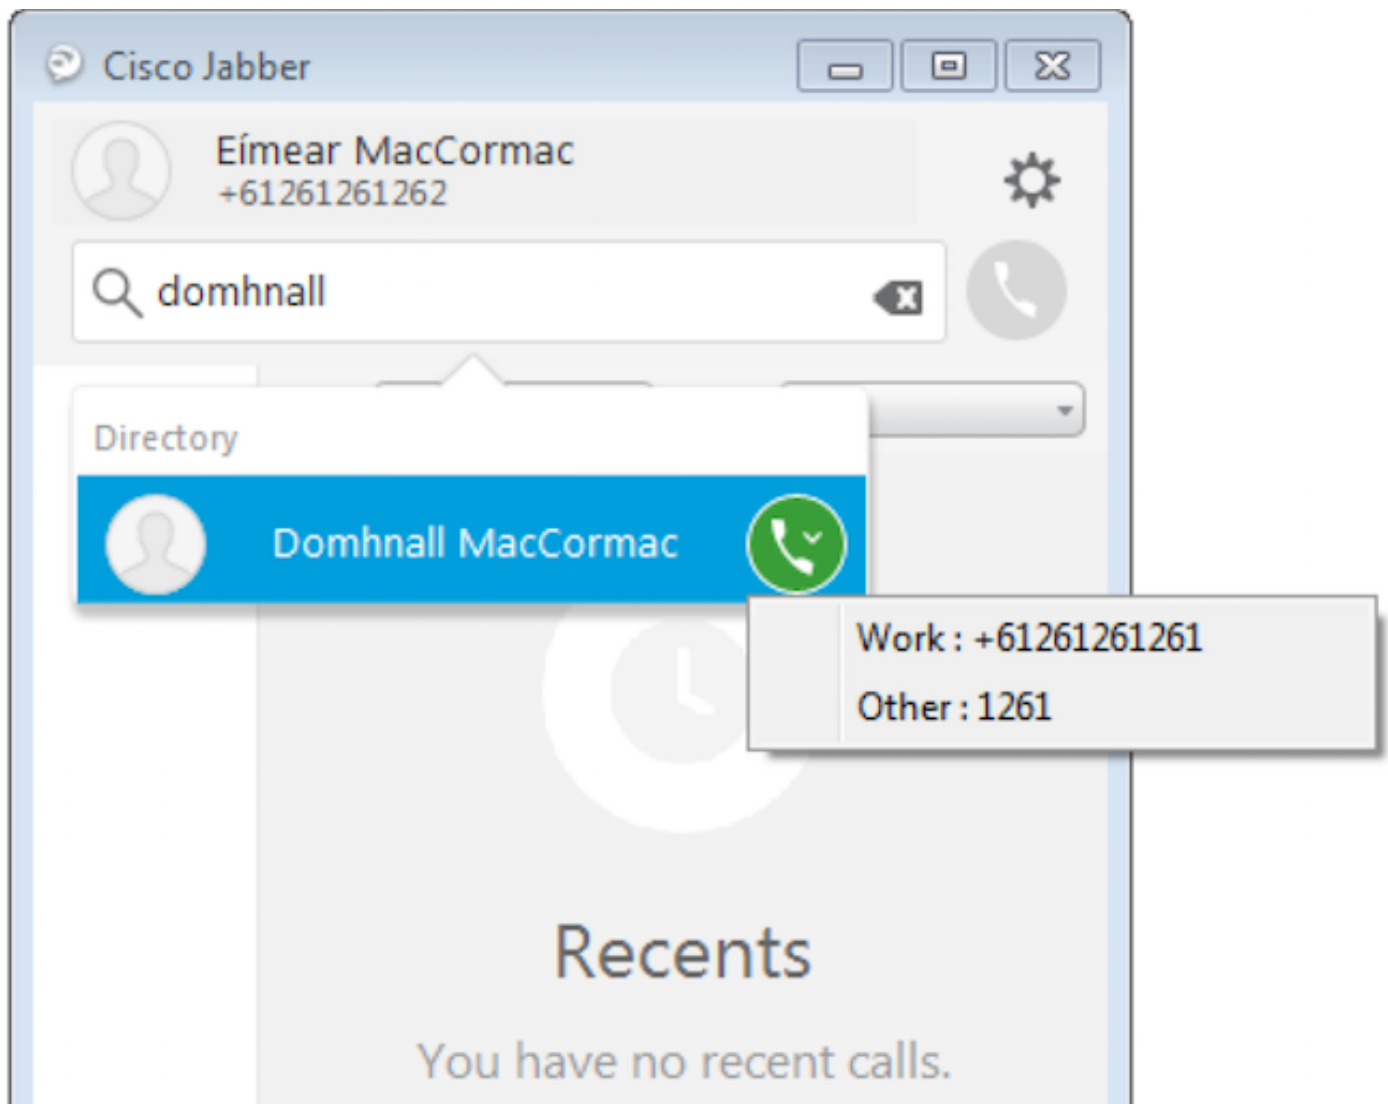 Cisco Jabber
Eímear MacCormac
+61261261262
domhnall
Directory
Domhnall MacCormac
Work : +61261261261
Other : 1261
Recents
You have no recent calls.